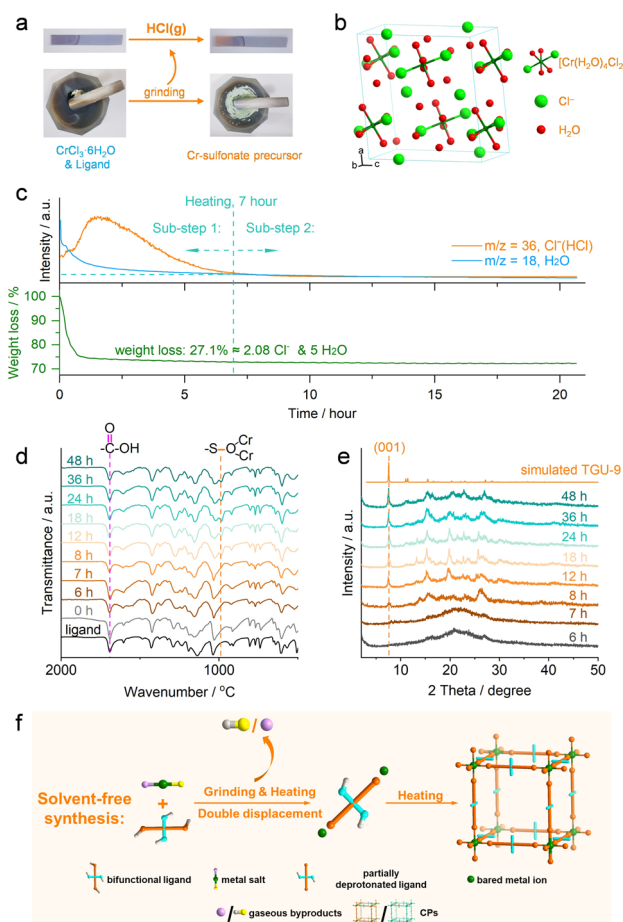 a
HCl(g)
grinding
CrCl₃·6H₂O
& Ligand
Cr-sulfonate precursor
b
[Cr(H₂O)₄Cl₂
Cl⁻
H₂O
a
b
c
c
Intensity / a.u.
Heating, 7 hour
Sub-step 1:
Sub-step 2:
m/z = 36, Cl⁻(HCl)
m/z = 18, H₂O
Weight loss / %
100
90
80
70
weight loss: 27.1% ≈ 2.08 Cl⁻ & 5 H₂O
0
5
10
15
20
Time / hour
d
O
-C-OH
-S-O
Cr
Cr
Transmittance / a.u.
48 h
36 h
24 h
18 h
12 h
8 h
7 h
6 h
0 h
ligand
2000
1000
Wavenumber / °C
e
(001)
simulated TGU-9
Intensity / a.u.
48 h
36 h
24 h
18 h
12 h
8 h
7 h
6 h
10
20
30
40
50
2 Theta / degree
f
Solvent-free
synthesis:
+
/
Grinding & Heating
Double displacement
Heating
bifunctional ligand
metal salt
partially
deprotonated ligand
bared metal ion
/
gaseous byproducts
/
CPs